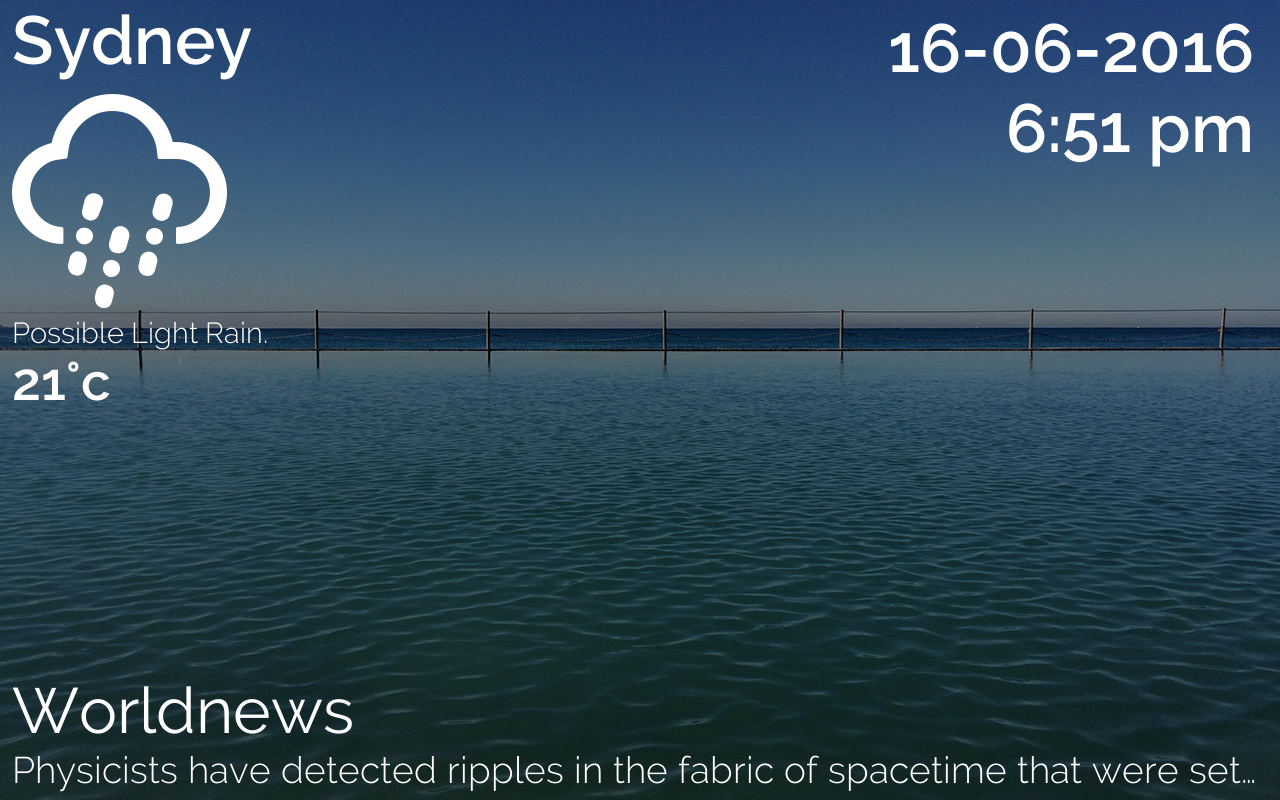 Sydney
16-06-2016
6:51 pm
Possible Light Rain.
21°c
Worldnews
Physicists have detected ripples in the fabric of spacetime that were set…